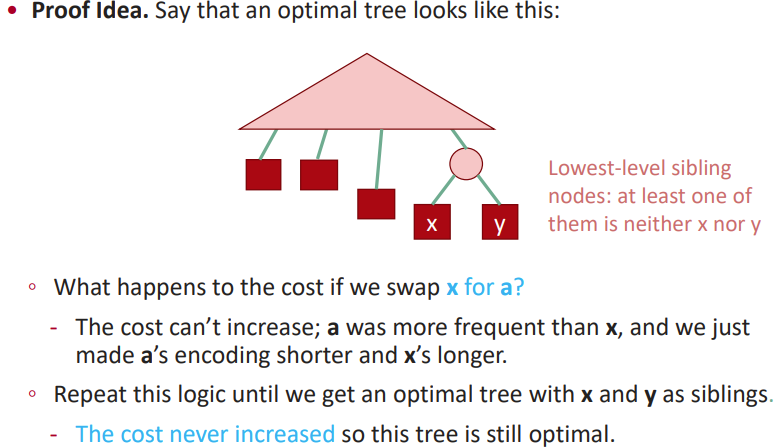 • Proof Idea. Say that an optimal tree looks like this:
x
y
Lowest-level sibling
nodes: at least one of
them is neither x nor y
◦ What happens to the cost if we swap x for a?
- The cost can’t increase; a was more frequent than x, and we just
made a’s encoding shorter and x’s longer.
◦ Repeat this logic until we get an optimal tree with x and y as siblings.
- The cost never increased so this tree is still optimal.